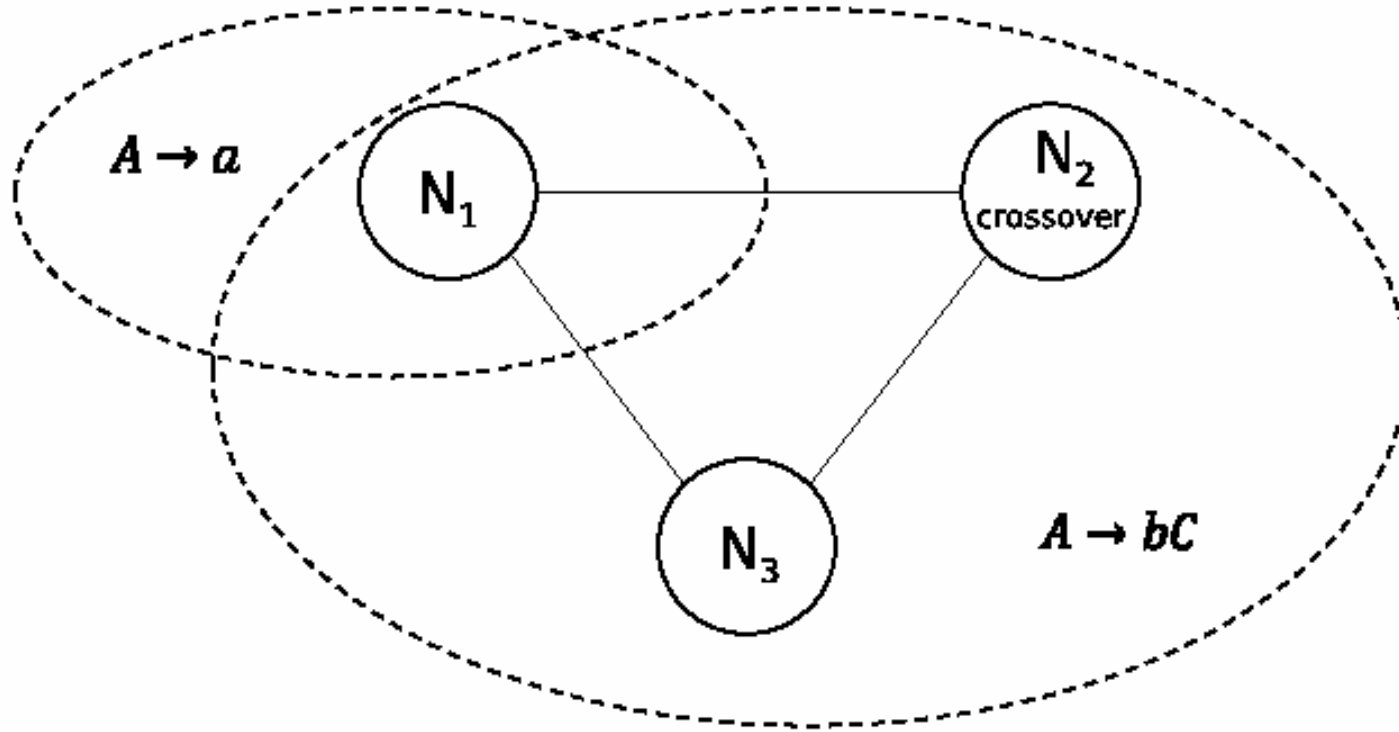 A → a
N₁
N₂
crossover
N₃
A → bC